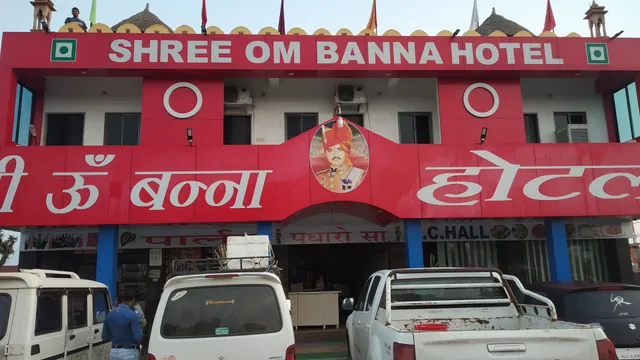 SHREE OM BANNA HOTEL
श्री ॐ बन्ना होटल
पधारो सा
A.C.HALL